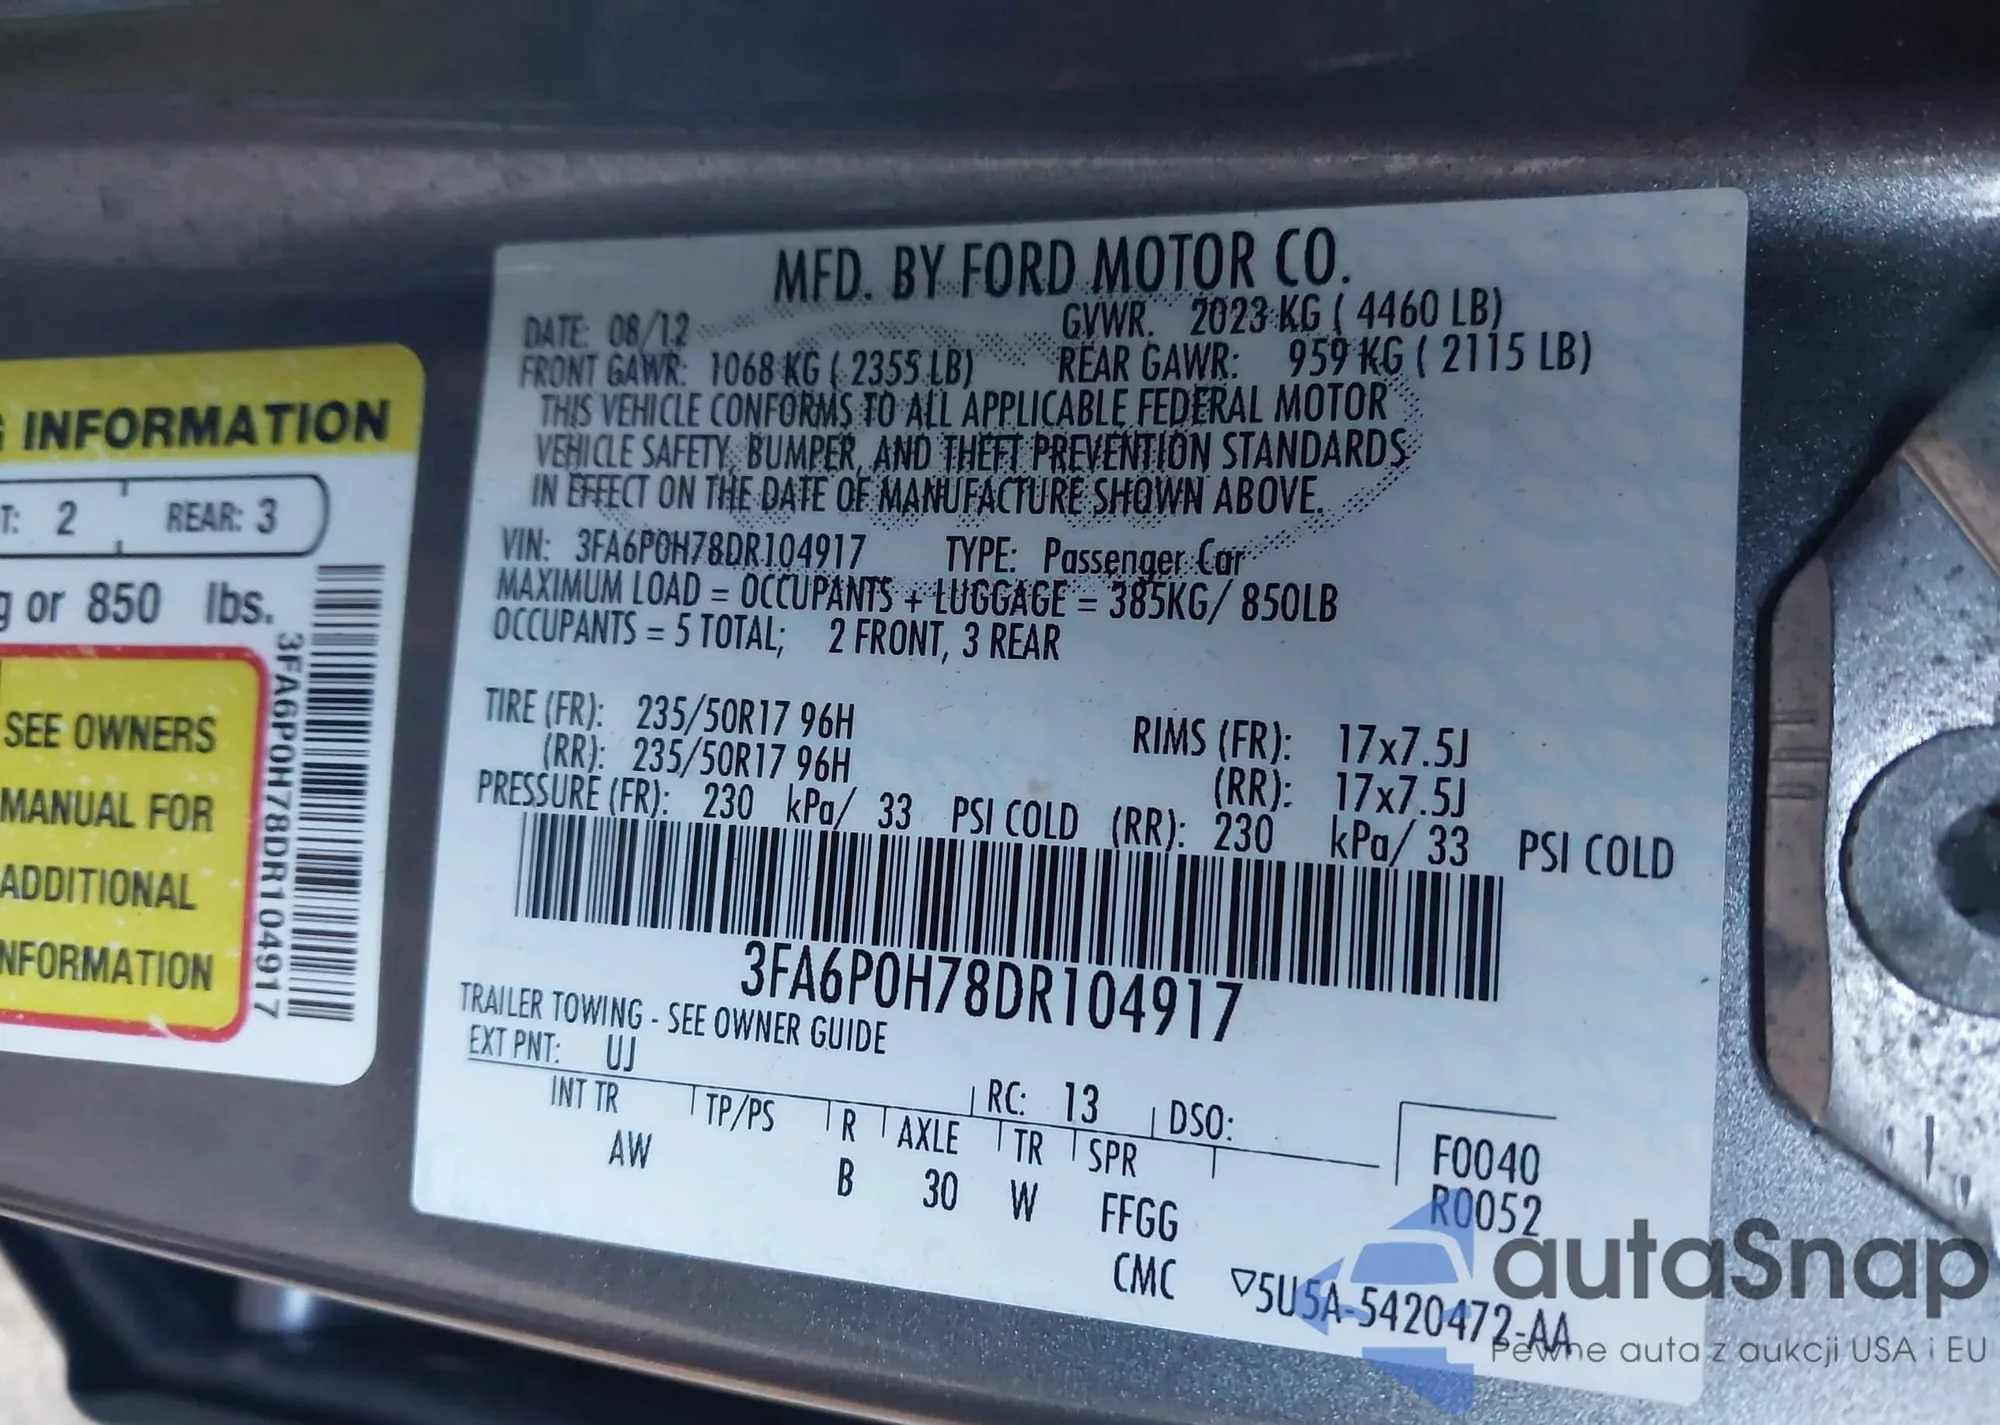 INFORMATION
T: 2 REAR: 3
g or 850 lbs.
SEE OWNERS
MANUAL FOR
ADDITIONAL
INFORMATION
3FA6P0H78DR104917
MFD. BY FORD MOTOR CO.
DATE: 08/12 GVWR. 2023 KG ( 4460 LB)
FRONT GAWR: 1068 KG ( 2355 LB) REAR GAWR: 959 KG ( 2115 LB)
THIS VEHICLE CONFORMS TO ALL APPLICABLE FEDERAL MOTOR
VEHICLE SAFETY, BUMPER, AND THEFT PREVENTION STANDARDS
IN EFFECT ON THE DATE OF MANUFACTURE SHOWN ABOVE.
VIN: 3FA6P0H78DR104917 TYPE: Passenger Car
MAXIMUM LOAD = OCCUPANTS + LUGGAGE = 385KG/ 850LB
OCCUPANTS = 5 TOTAL; 2 FRONT, 3 REAR
TIRE (FR): 235/50R17 96H RIMS (FR): 17x7.5J
(RR): 235/50R17 96H (RR): 17x7.5J
PRESSURE (FR): 230 kPa/ 33 PSI COLD (RR): 230 kPa/ 33 PSI COLD
3FA6P0H78DR104917
TRAILER TOWING - SEE OWNER GUIDE
EXT PNT: UJ RC: 13 DSO:
INT TR TP/PS R AXLE TR SPR F0040
AW B 30 W FFGG R0052
CMC ▽5U5A-5420472-AA
autaSnap
Pewne auta z aukcji USA i EU